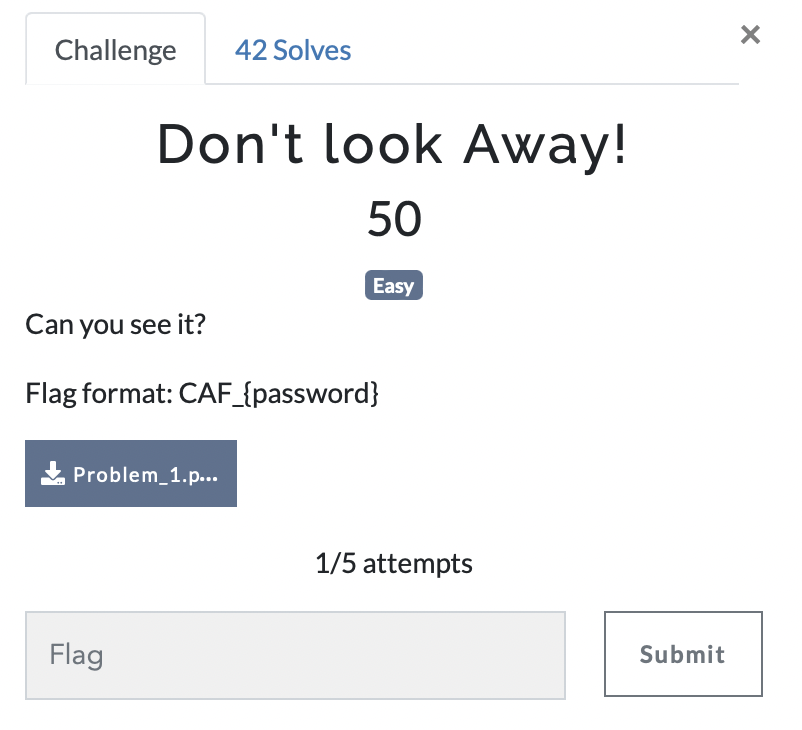 Challenge
42 Solves
×
Don't look Away!
50
Easy
Can you see it?
Flag format: CAF_{password}
Problem_1.p...
1/5 attempts
Flag
Submit